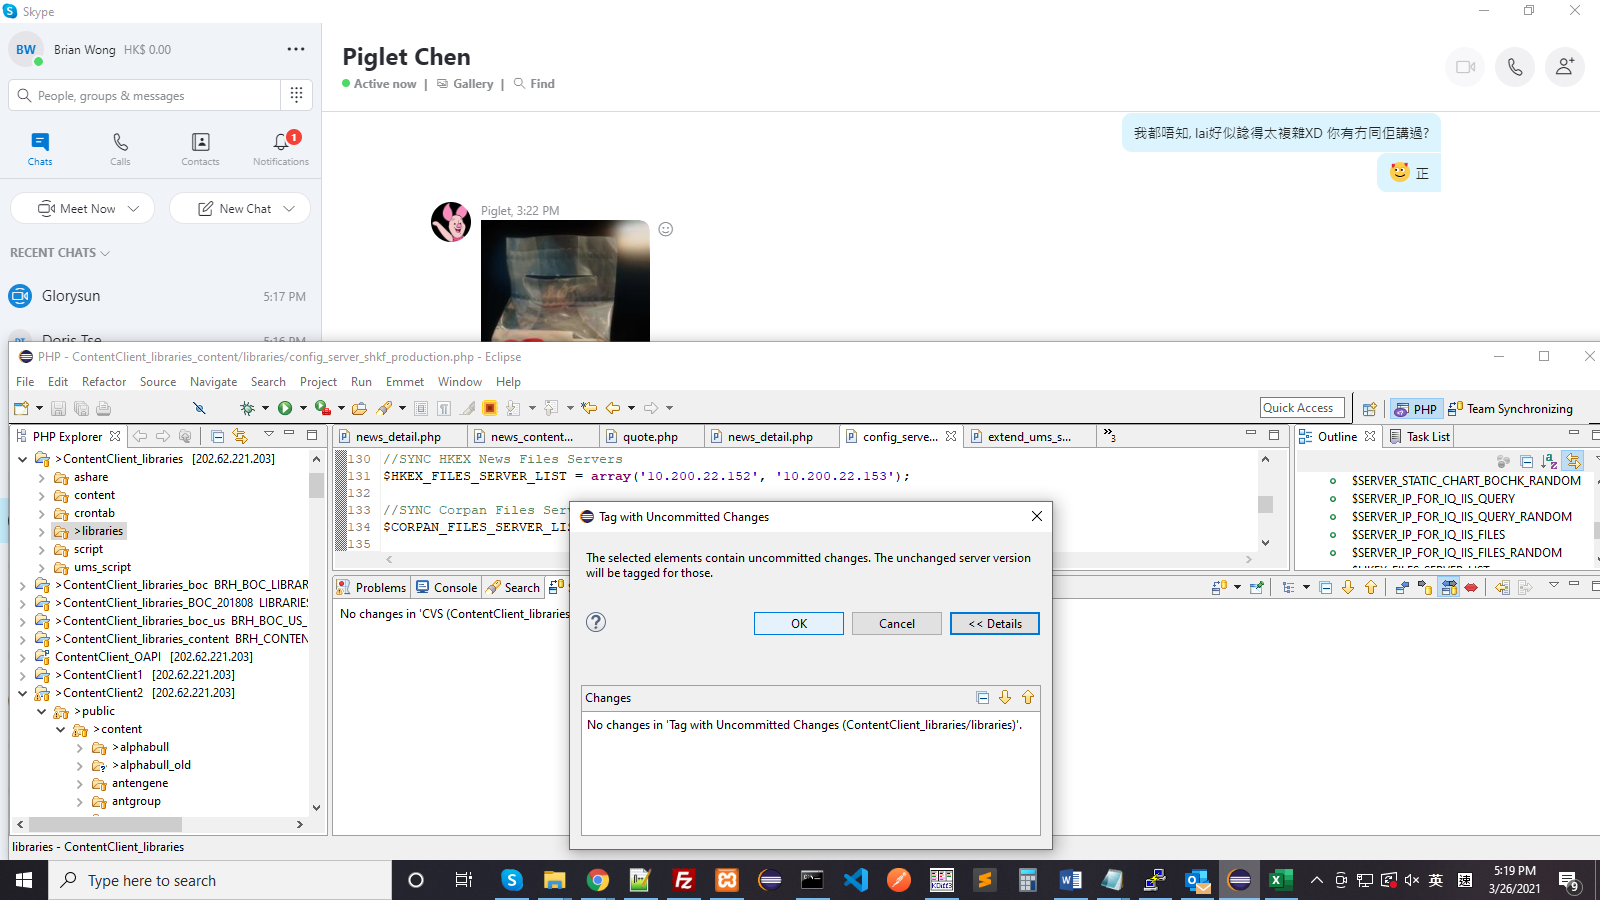 Skype
BW
Brian Wong
HK$ 0.00
People, groups & messages
Chats
Calls
Contacts
1
Notifications
Meet Now
New Chat
RECENT CHATS
Glorysun
5:17 PM
Doris Tse
5:16 PM
Piglet Chen
Active now | Gallery | Find
我都唔知, lai好似諗得太複雜XD 你有冇同佢講過?
正
Piglet, 3:22 PM
PHP - ContentClient_libraries_content/libraries/config_server_shkf_production.php - Eclipse
File Edit Refactor Source Navigate Search Project Run Emmet Window Help
Quick Access
PHP
Team Synchronizing
PHP Explorer
>ContentClient_libraries [202.62.221.203]
ashare
content
crontab
>libraries
script
ums_script
>ContentClient_libraries_boc BRH_BOC_LIBRAR
>ContentClient_libraries_BOC_201808 LIBRARIES
>ContentClient_libraries_boc_us BRH_BOC_US_
>ContentClient_libraries_content BRH_CONTEN
ContentClient_OAPI [202.62.221.203]
>ContentClient1 [202.62.221.203]
>ContentClient2 [202.62.221.203]
>public
>content
>alphabull
>alphabull_old
antengene
antgroup
news_detail.php
news_content...
quote.php
news_detail.php
config_serve...
extend_ums_s...
»3
130 //SYNC HKEX News Files Servers
131 $HKEX_FILES_SERVER_LIST = array('10.200.22.152', '10.200.22.153');
132
133 //SYNC Corpan Files Serv
134 $CORPAN_FILES_SERVER_LIS
135
Outline
Task List
$SERVER_STATIC_CHART_BOCHK_RANDOM
$SERVER_IP_FOR_IQ_IIS_QUERY
$SERVER_IP_FOR_IQ_IIS_QUERY_RANDOM
$SERVER_IP_FOR_IQ_IIS_FILES
$SERVER_IP_FOR_IQ_IIS_FILES_RANDOM
$HKEX_FILES_SERVER_LIST
Problems
Console
Search
No changes in 'CVS (ContentClient_libraries
Tag with Uncommitted Changes
The selected elements contain uncommitted changes. The unchanged server version
will be tagged for those.
OK
Cancel
<< Details
Changes
No changes in 'Tag with Uncommitted Changes (ContentClient_libraries/libraries)'.
libraries - ContentClient_libraries
Type here to search
英
速
5:19 PM
3/26/2021
9